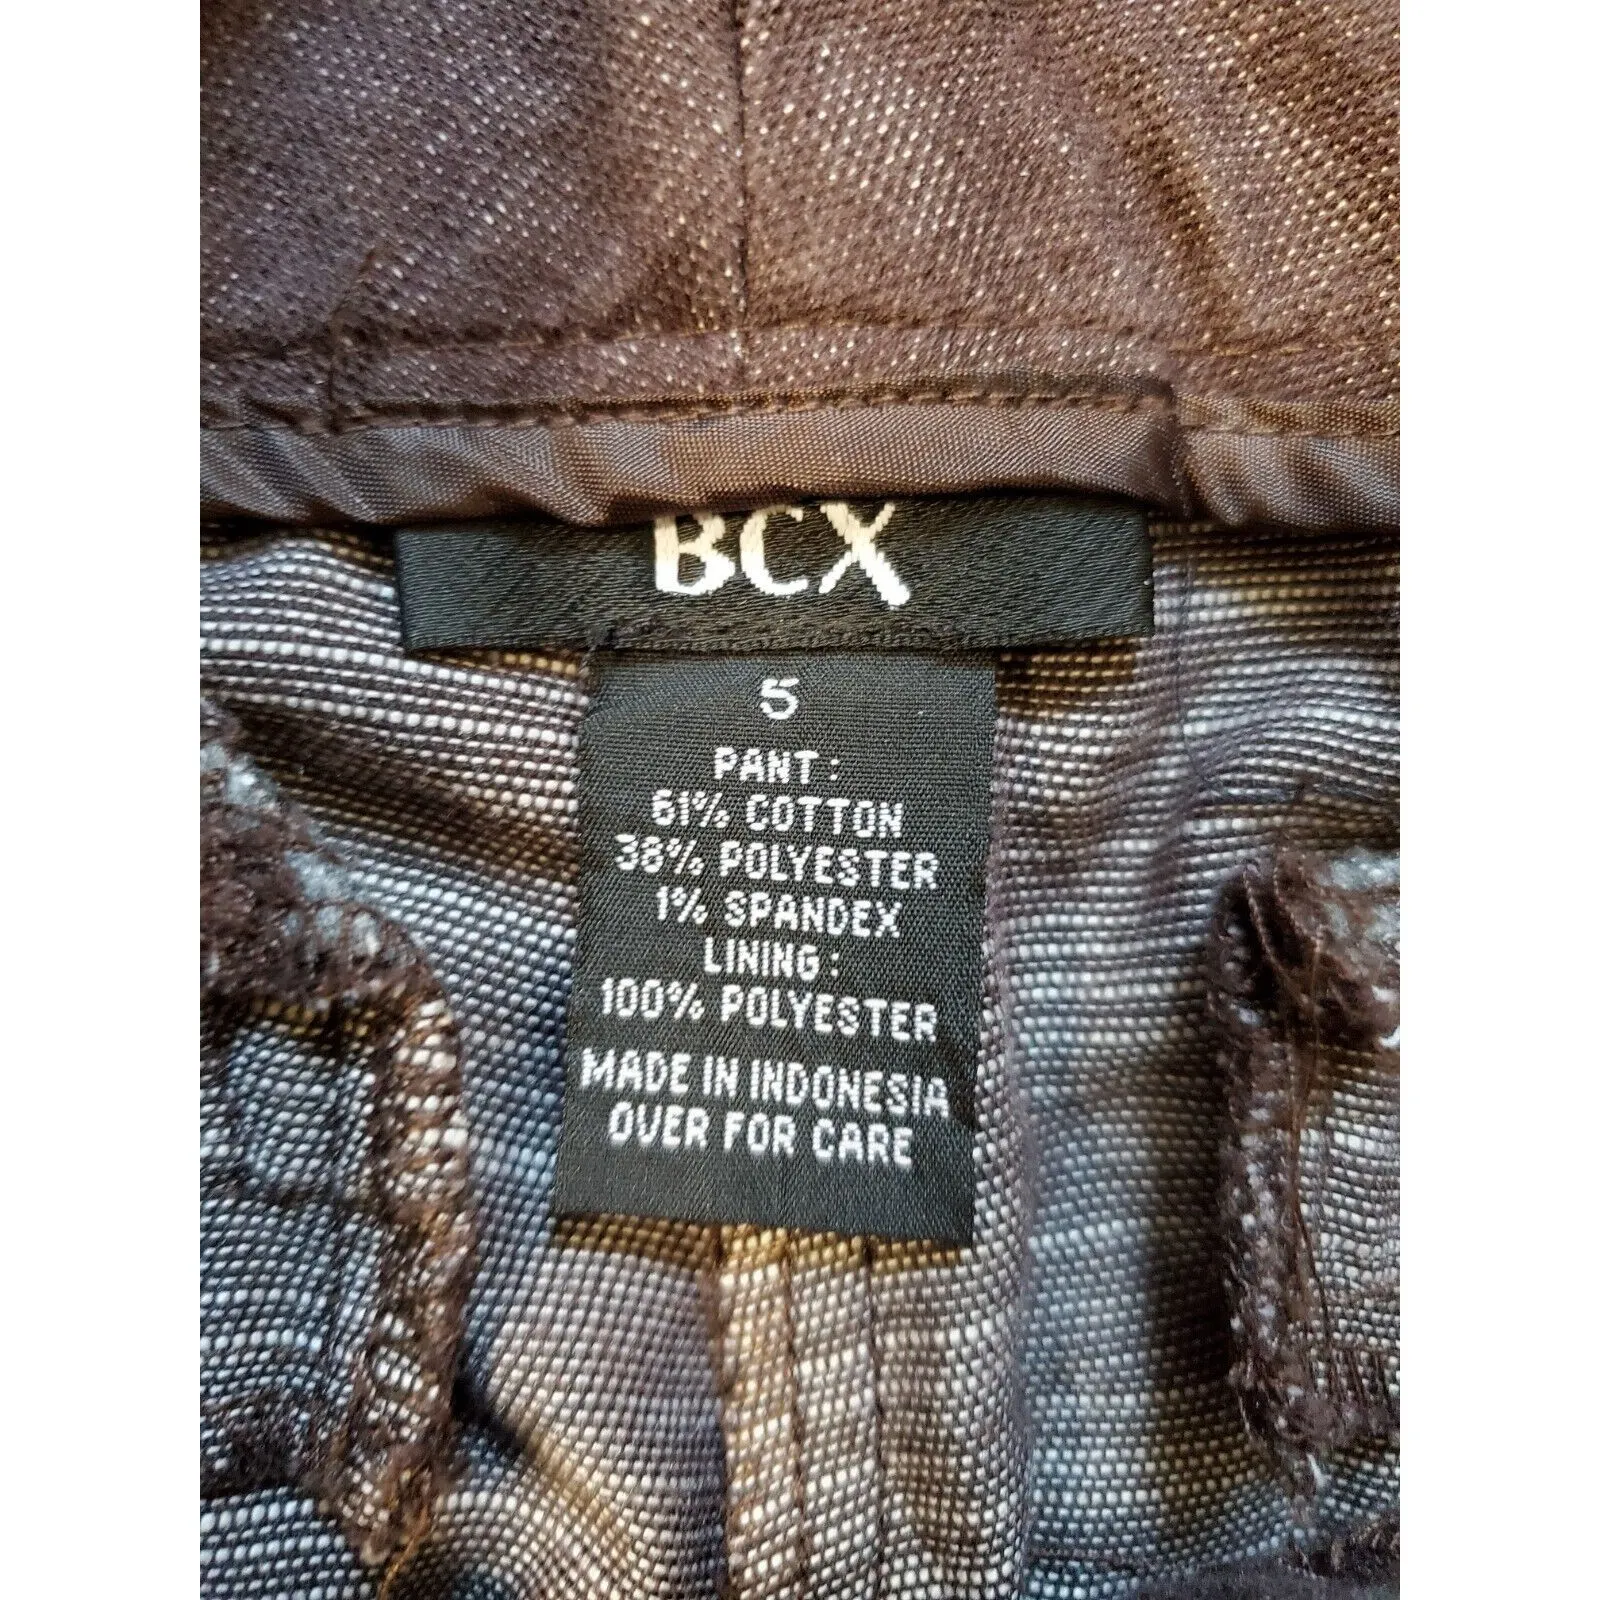 BCX
5
PANT:
61% COTTON
38% POLYESTER
1% SPANDEX
LINING:
100% POLYESTER
MADE IN INDONESIA
OVER FOR CARE